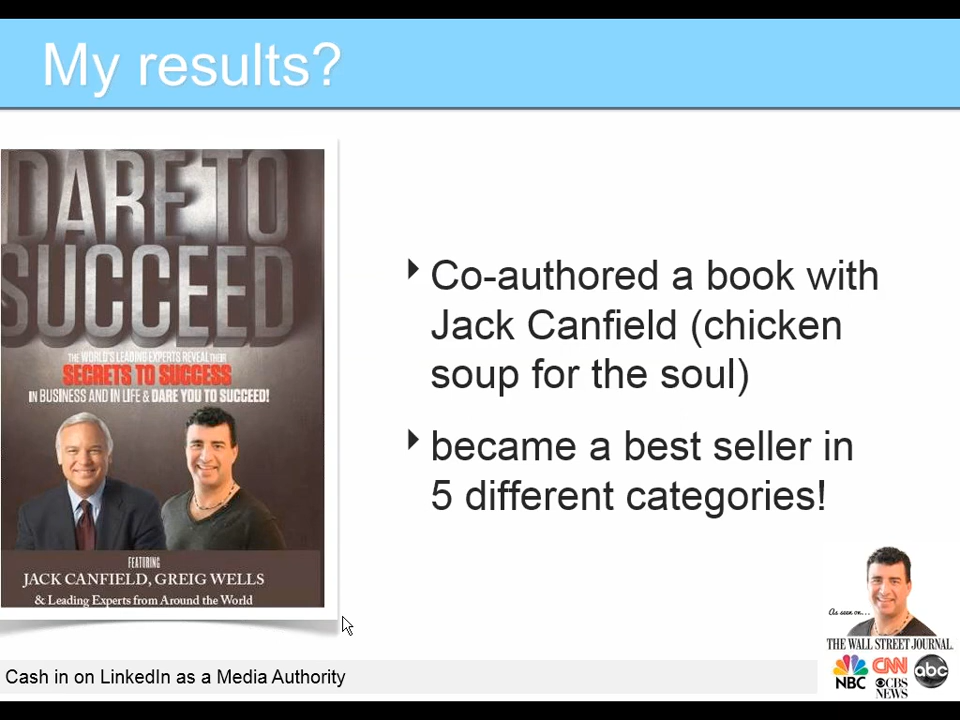 My results?
DARE TO
SUCCEED
THE WORLD'S LEADING EXPERTS REVEAL THEIR
SECRETS TO SUCCESS
IN BUSINESS AND IN LIFE & DARE YOU TO SUCCEED!
FEATURING
JACK CANFIELD, GREIG WELLS
& Leading Experts from Around the World
Co-authored a book with
Jack Canfield (chicken
soup for the soul)
became a best seller in
5 different categories!
As seen on...
THE WALL STREET JOURNAL.
NBC
CNN
CBS
NEWS
abc
Cash in on LinkedIn as a Media Authority